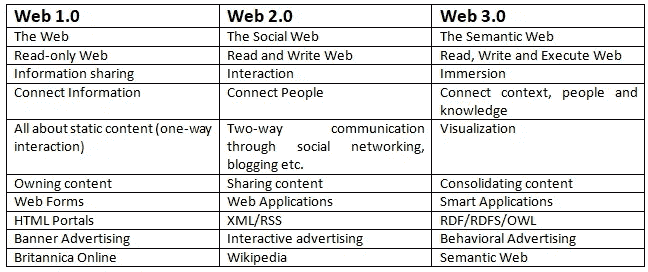 Web 1.0 Web 2.0 Web 3.0
The Web The Social Web The Semantic Web
Read-only Web Read and Write Web Read, Write and Execute Web
Information sharing Interaction Immersion
Connect Information Connect People Connect context, people and
knowledge
All about static content (one-way Two-way communication Visualization
interaction) through social networking,
blogging etc.
Owning content Sharing content Consolidating content
Web Forms Web Applications Smart Applications
HTML Portals XML/RSS RDF/RDFS/OWL
Banner Advertising Interactive advertising Behavioral Advertising
Britannica Online Wikipedia Semantic Web